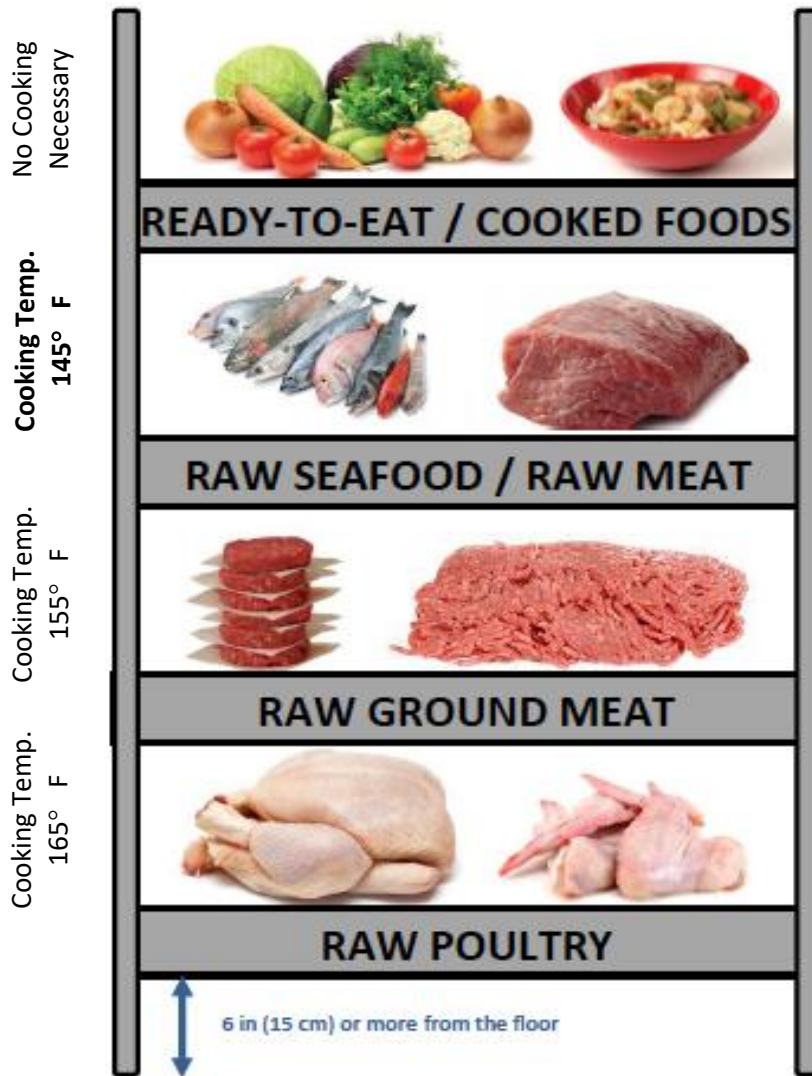 No Cooking
Necessary
READY-TO-EAT / COOKED FOODS
Cooking Temp.
145° F
RAW SEAFOOD / RAW MEAT
Cooking Temp.
155° F
RAW GROUND MEAT
Cooking Temp.
165° F
RAW POULTRY
6 in (15 cm) or more from the floor